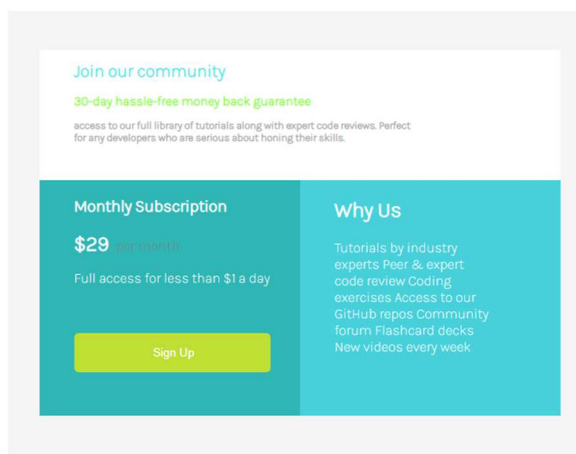 Join our community
30-day hassle-free money back guarantee
access to our full library of tutorials along with expert code reviews. Perfect
for any developers who are serious about honing their skills.
Monthly Subscription
$29 per month
Full access for less than $1 a day
Sign Up
Why Us
Tutorials by industry
experts Peer & expert
code review Coding
exercises Access to our
GitHub repos Community
forum Flashcard decks
New videos every week